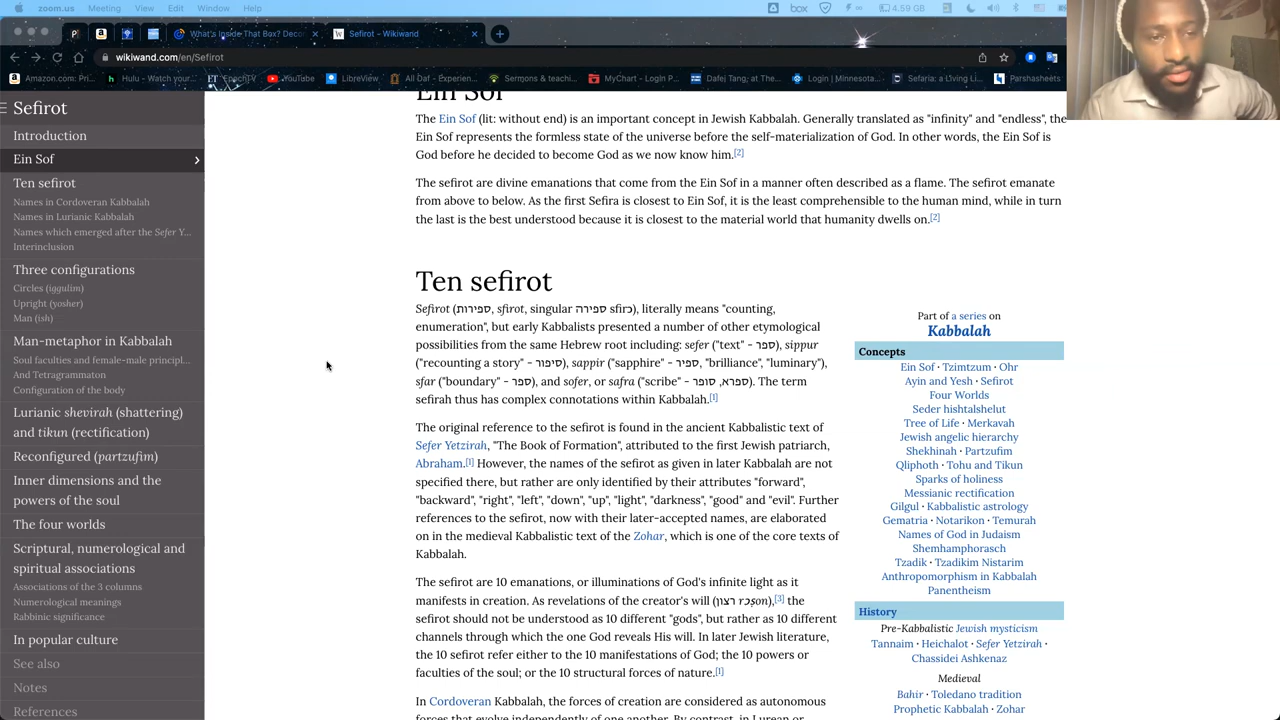 zoom.us Meeting View Edit Window Help box 4.59 GB
What's Inside That Box? Decor
Sefirot - Wikiwand
wikiwand.com/en/Sefirot
Amazon.com: Pri... Hulu - Watch your... EpochTV YouTube LibreView All Daf - Experien... Sermons & teachi... MyChart - Login P... Dafei Tang; at The... Login | Minnesota... Sefaria: a Living Li... Parshasheets
Sefirot
Introduction
Ein Sof
Ten sefirot
Names in Cordoveran Kabbalah
Names in Lurianic Kabbalah
Names which emerged after the Sefer Y...
Interinclusion
Three configurations
Circles (iggulim)
Upright (yosher)
Man (ish)
Man-metaphor in Kabbalah
Soul faculties and female-male principl...
And Tetragrammaton
Configuration of the body
Lurianic shevirah (shattering)
and tikun (rectification)
Reconfigured (partzufim)
Inner dimensions and the
powers of the soul
The four worlds
Scriptural, numerological and
spiritual associations
Associations of the 3 columns
Numerological meanings
Rabbinic significance
In popular culture
See also
Notes
References
Ein Sof
The Ein Sof (lit: without end) is an important concept in Jewish Kabbalah. Generally translated as "infinity" and "endless", the
Ein Sof represents the formless state of the universe before the self-materialization of God. In other words, the Ein Sof is
God before he decided to become God as we now know him.[2]
The sefirot are divine emanations that come from the Ein Sof in a manner often described as a flame. The sefirot emanate
from above to below. As the first Sefira is closest to Ein Sof, it is the least comprehensible to the human mind, while in turn
the last is the best understood because it is closest to the material world that humanity dwells on.[2]
Ten sefirot
Sefirot (ספירות, sfirot, singular ספירה sfirɔ), literally means "counting,
enumeration", but early Kabbalists presented a number of other etymological
possibilities from the same Hebrew root including: sefer ("text" - ספר), sippur
("recounting a story" - סיפור), sappir ("sapphire" - ספיר, "brilliance", "luminary"),
sfar ("boundary" - ספר), and sofer, or safra ("scribe" - ספרא, סופר). The term
sefirah thus has complex connotations within Kabbalah.[1]
The original reference to the sefirot is found in the ancient Kabbalistic text of
Sefer Yetzirah, "The Book of Formation", attributed to the first Jewish patriarch,
Abraham.[1] However, the names of the sefirot as given in later Kabbalah are not
specified there, but rather are only identified by their attributes "forward",
"backward", "right", "left", "down", "up", "light", "darkness", "good" and "evil". Further
references to the sefirot, now with their later-accepted names, are elaborated
on in the medieval Kabbalistic text of the Zohar, which is one of the core texts of
Kabbalah.
The sefirot are 10 emanations, or illuminations of God's infinite light as it
manifests in creation. As revelations of the creator's will (רצון rɔṣon),[3] the
sefirot should not be understood as 10 different "gods", but rather as 10 different
channels through which the one God reveals His will. In later Jewish literature,
the 10 sefirot refer either to the 10 manifestations of God; the 10 powers or
faculties of the soul; or the 10 structural forces of nature.[1]
In Cordoveran Kabbalah, the forces of creation are considered as autonomous
forces that evolve independently of one another. By contrast, in Lurean or
Part of a series on
Kabbalah
Concepts
Ein Sof · Tzimtzum · Ohr
Ayin and Yesh · Sefirot
Four Worlds
Seder hishtalshelut
Tree of Life · Merkavah
Jewish angelic hierarchy
Shekhinah · Partzufim
Qliphoth · Tohu and Tikun
Sparks of holiness
Messianic rectification
Gilgul · Kabbalistic astrology
Gematria · Notarikon · Temurah
Names of God in Judaism
Shemhamphorasch
Tzadik · Tzadikim Nistarim
Anthropomorphism in Kabbalah
Panentheism
History
Pre-Kabbalistic Jewish mysticism
Tannaim · Heichalot · Sefer Yetzirah ·
Chassidei Ashkenaz
Medieval
Bahir · Toledano tradition
Prophetic Kabbalah · Zohar